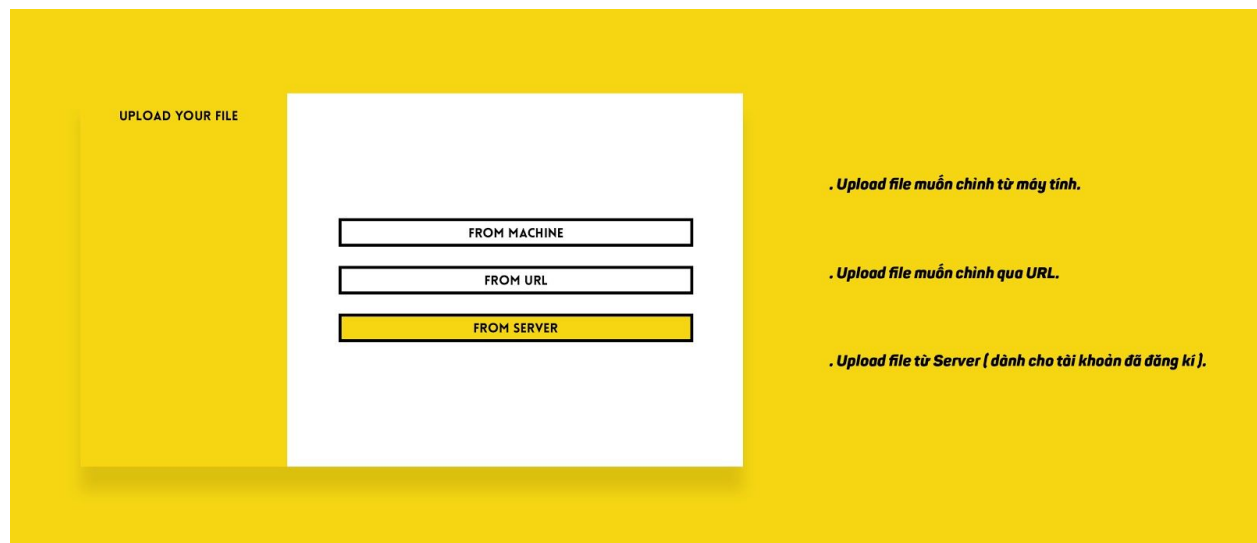 UPLOAD YOUR FILE
FROM MACHINE
FROM URL
FROM SERVER
. Upload file muốn chỉnh từ máy tính.
. Upload file muốn chỉnh qua URL.
. Upload file từ Server ( dành cho tài khoản đã đăng kí ).